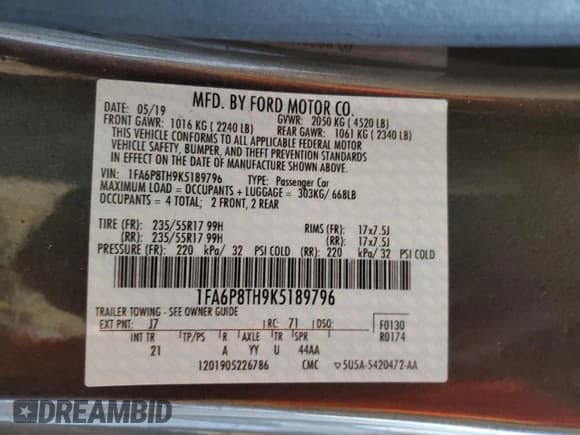 MFD. BY FORD MOTOR CO.
DATE: 05/19 GVWR: 2050 KG ( 4520 LB)
FRONT GAWR: 1016 KG ( 2240 LB) REAR GAWR: 1061 KG ( 2340 LB)
THIS VEHICLE CONFORMS TO ALL APPLICABLE FEDERAL MOTOR
VEHICLE SAFETY, BUMPER, AND THEFT PREVENTION STANDARDS
IN EFFECT ON THE DATE OF MANUFACTURE SHOWN ABOVE.
VIN: 1FA6P8TH9K5189796 TYPE: Passenger Car
MAXIMUM LOAD = OCCUPANTS + LUGGAGE = 303KG/ 668LB
OCCUPANTS = 4 TOTAL; 2 FRONT, 2 REAR
TIRE (FR): 235/55R17 99H RIMS (FR): 17x7.5J
(RR): 235/55R17 99H (RR): 17x7.5J
PRESSURE (FR): 220 kPa/ 32 PSI COLD (RR): 220 kPa/ 32 PSI COLD
1FA6P8TH9K5189796
TRAILER TOWING - SEE OWNER GUIDE
EXT PNT: J7 RC: 71 DSO: F0130
INT TR TP/PS R AXLE TR SPR R0174
21 A YY U 44AA
1201905226786 CMC ▽5U5A-5420472-AA
DREAMBID